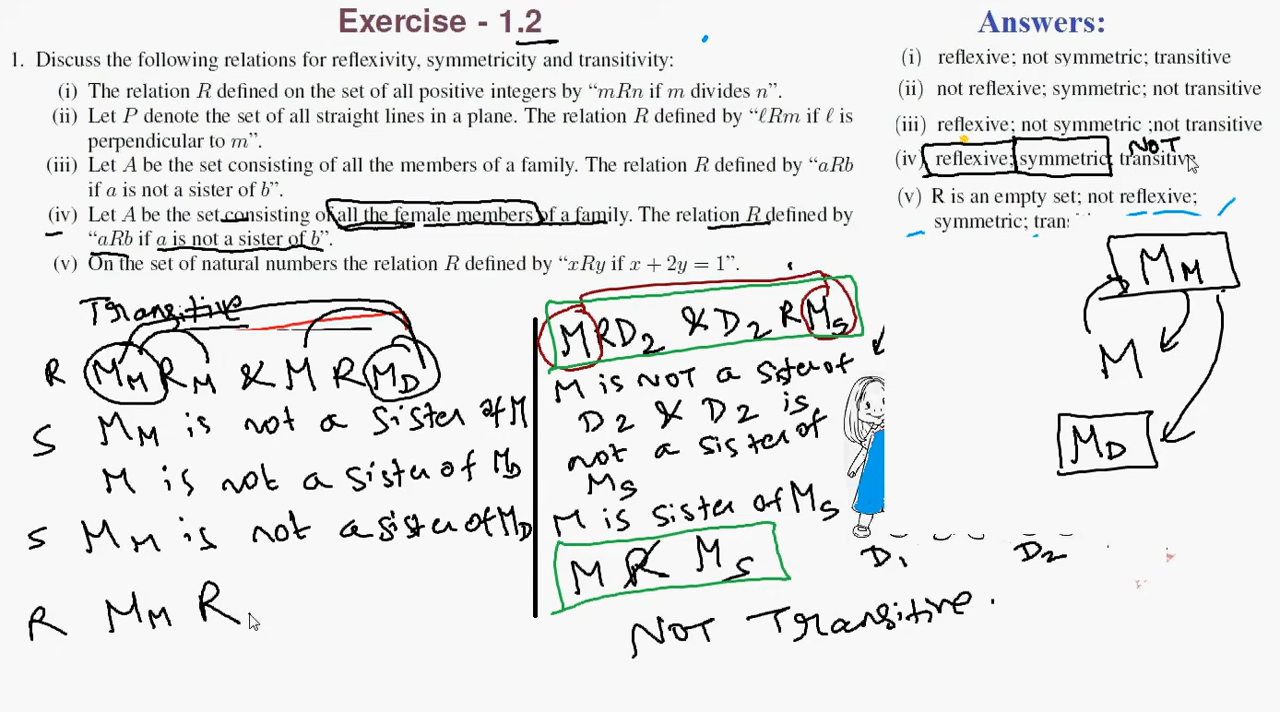 Exercise - 1.2
1. Discuss the following relations for reflexivity, symmetricity and transitivity:
(i) The relation R defined on the set of all positive integers by “mRn if m divides n”.
(ii) Let P denote the set of all straight lines in a plane. The relation R defined by “ℓRm if ℓ is
perpendicular to m”.
(iii) Let A be the set consisting of all the members of a family. The relation R defined by “aRb
if a is not a sister of b”.
(iv) Let A be the set consisting of all the female members of a family. The relation R defined by
“aRb if a is not a sister of b”.
(v) On the set of natural numbers the relation R defined by “xRy if x + 2y = 1”.
Answers:
(i) reflexive; not symmetric; transitive
(ii) not reflexive; symmetric; not transitive
(iii) reflexive; not symmetric ;not transitive
NOT
(iv) reflexive; symmetric; transitive
(v) R is an empty set; not reflexive;
symmetric; tran
Transitive
R M_M R M & M R M_D
S M_M is not a sister of M
M is not a sister of M_D
S M_M is not a sister of M_D
R M_M R
M R D_2 & D_2 R M_S
M is NOT a sister of
D_2 & D_2 is
not a sister of
M_S
M is sister of M_S
M R̸ M_S
NOT Transitive.
M_M
M
M_D
D_1 D_2